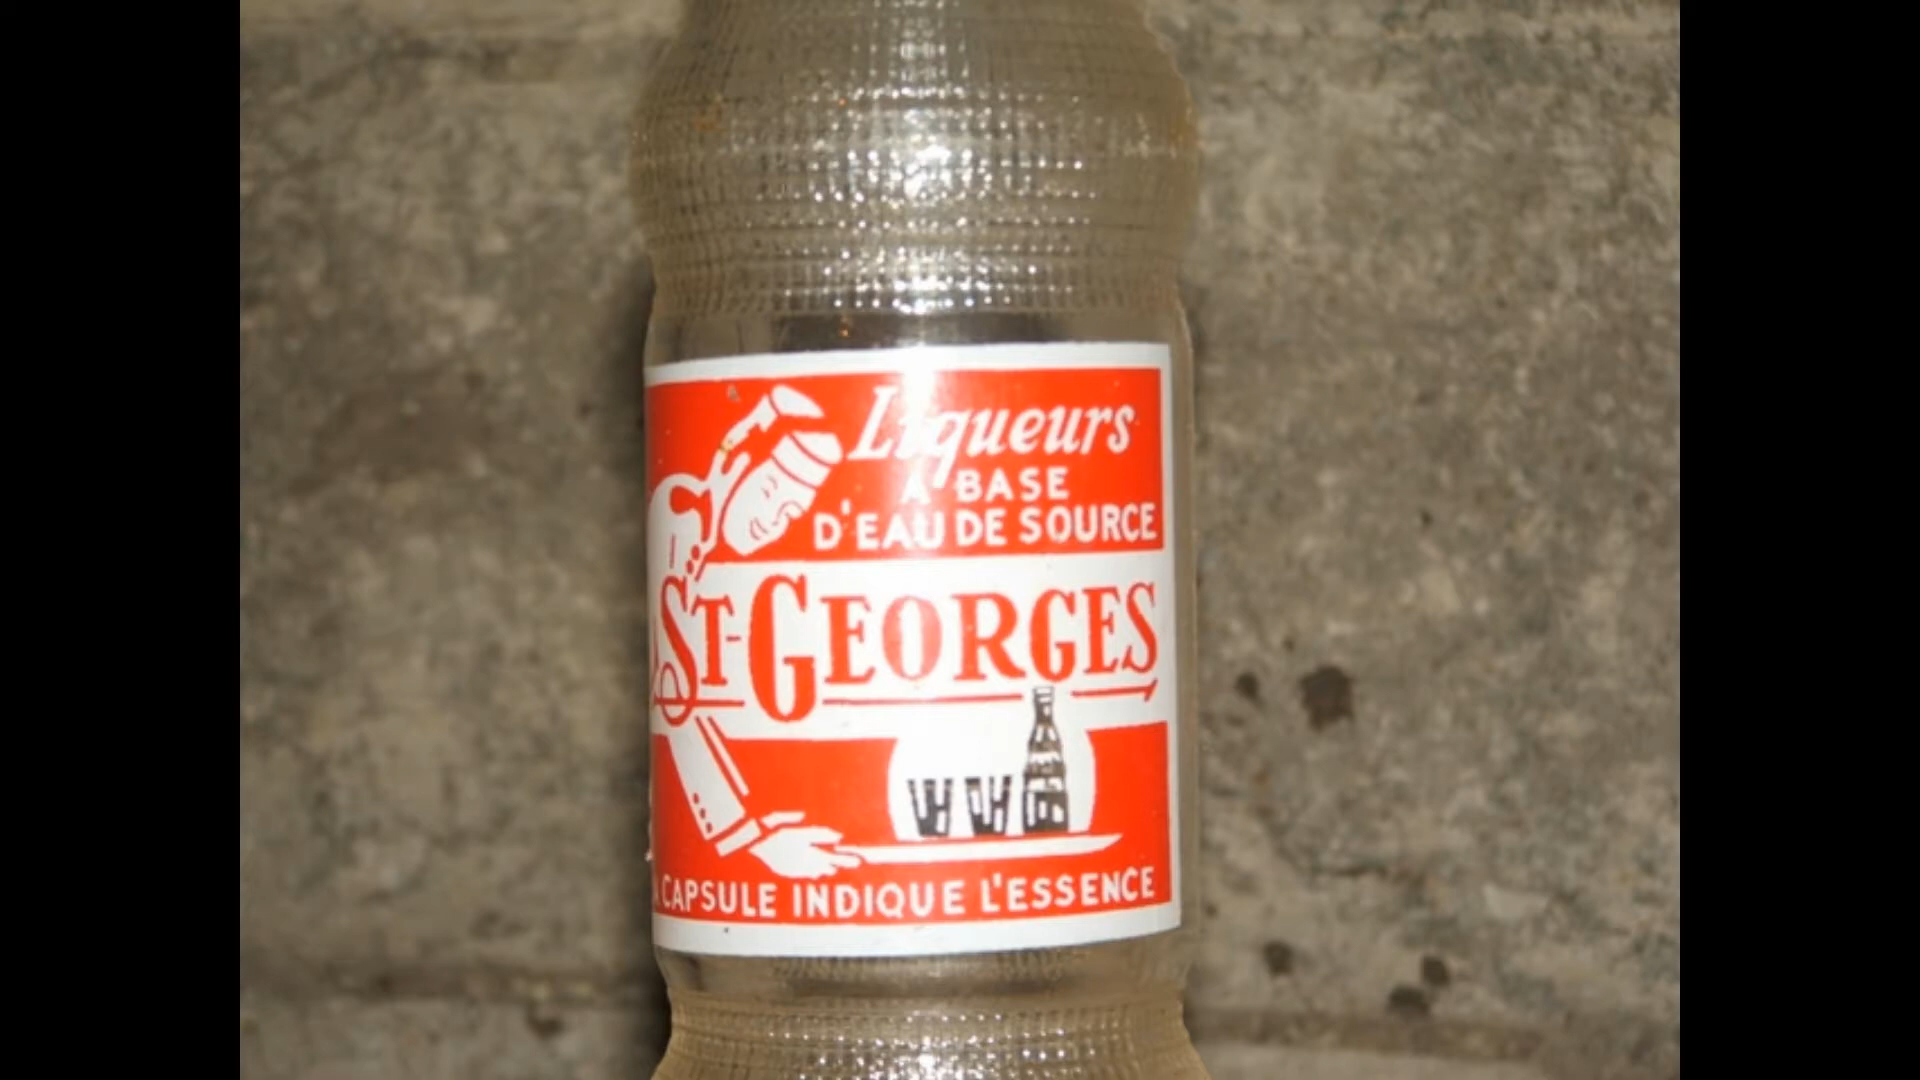 Liqueurs
A BASE
D'EAU DE SOURCE
ST-GEORGES
CAPSULE INDIQUE L'ESSENCE